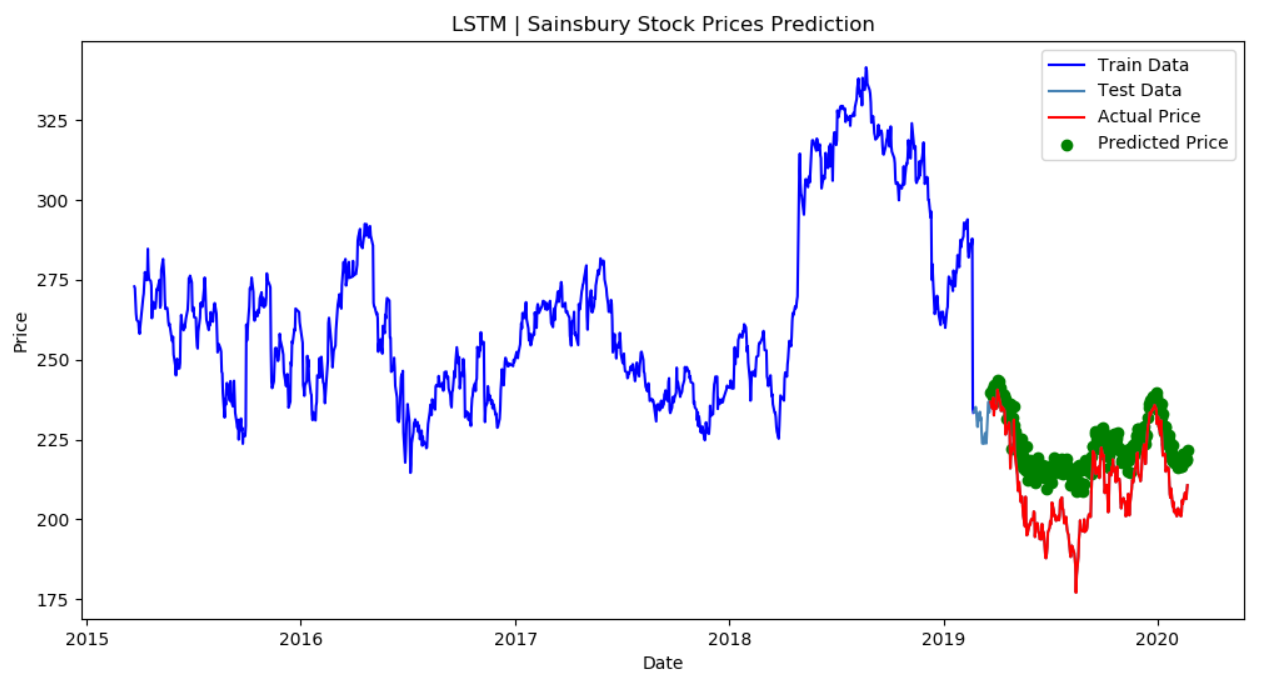 LSTM | Sainsbury Stock Prices Prediction
Train Data
Test Data
Actual Price
Predicted Price
Price
325
300
275
250
225
200
175
2015
2016
2017
2018
2019
2020
Date